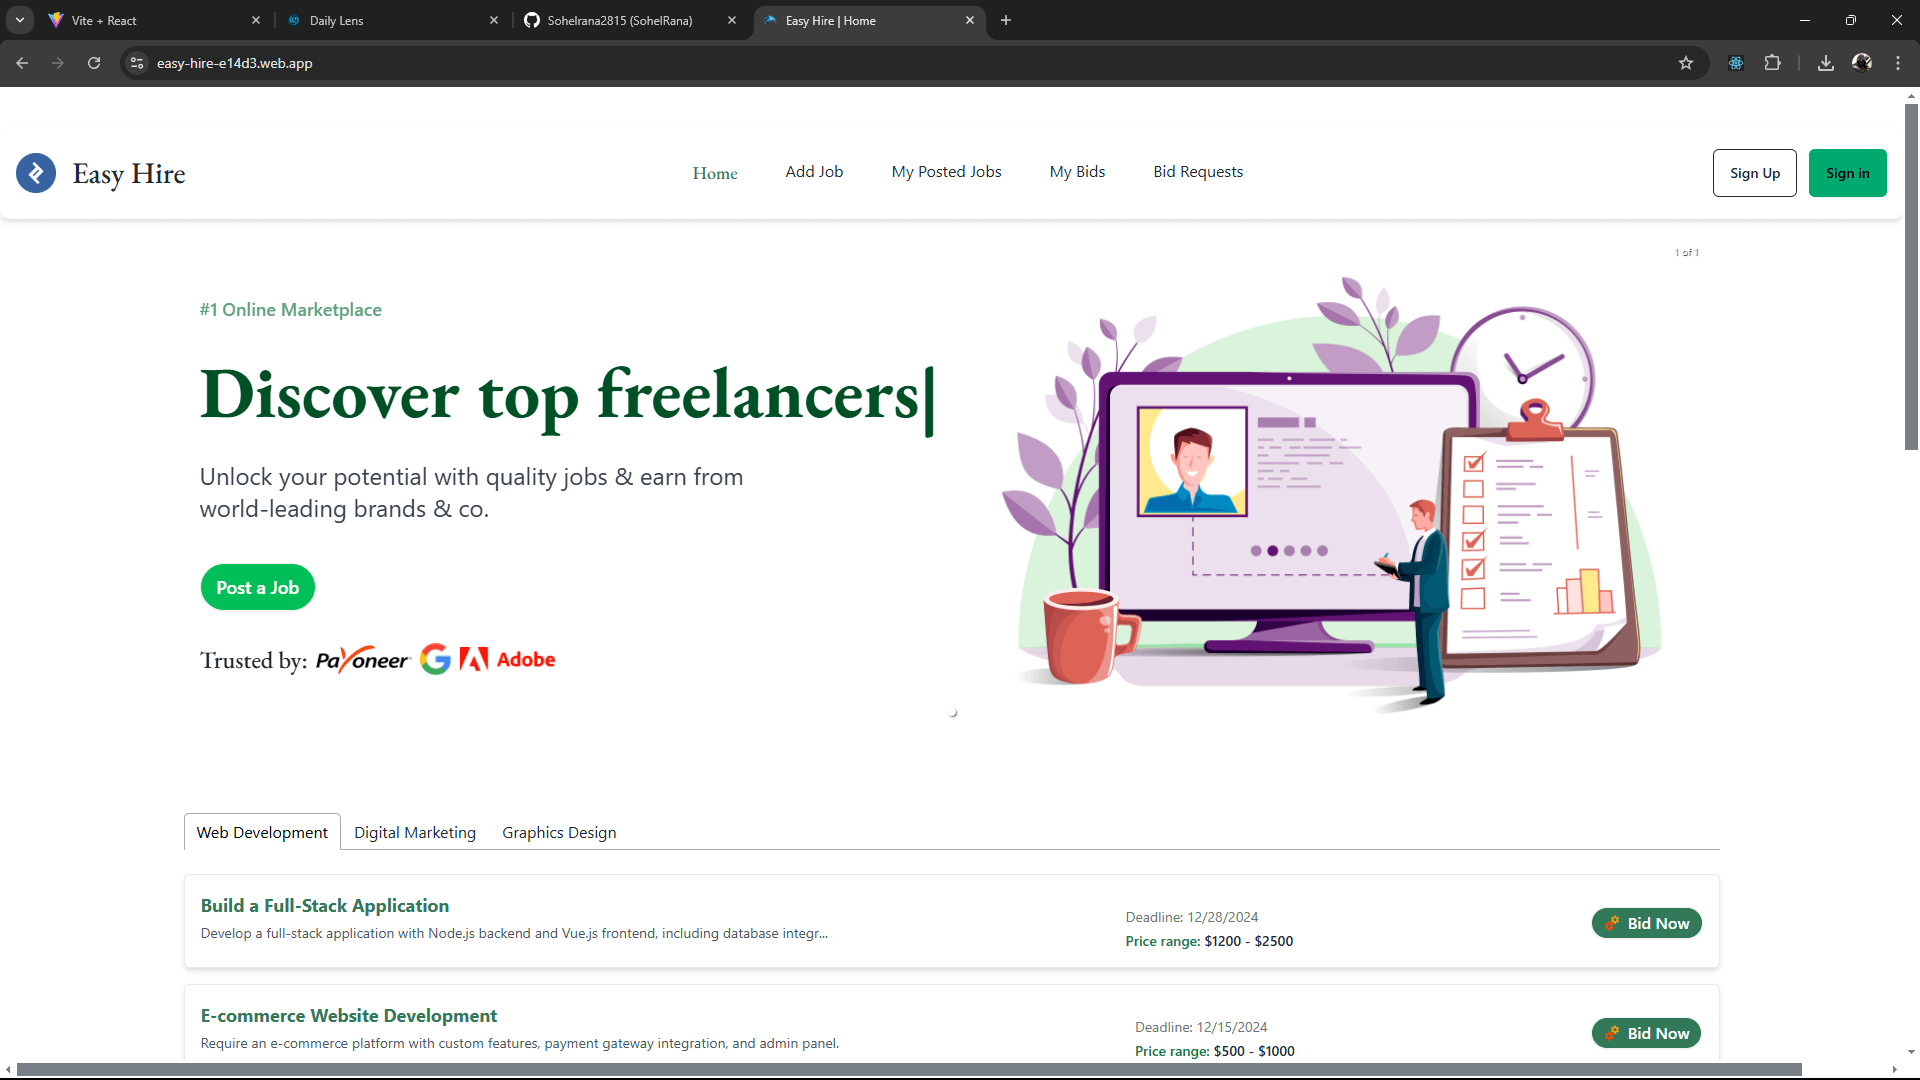 Vite + React
Daily Lens
Sohelrana2815 (SohelRana)
Easy Hire | Home
easy-hire-e14d3.web.app
Easy Hire
Home
Add Job
My Posted Jobs
My Bids
Bid Requests
Sign Up
Sign in
1 of 1
#1 Online Marketplace
Discover top freelancers|
Unlock your potential with quality jobs & earn from
world-leading brands & co.
Post a Job
Trusted by: Payoneer G Adobe
Web Development
Digital Marketing
Graphics Design
Build a Full-Stack Application
Develop a full-stack application with Node.js backend and Vue.js frontend, including database integr...
Deadline: 12/28/2024
Price range: $1200 - $2500
Bid Now
E-commerce Website Development
Require an e-commerce platform with custom features, payment gateway integration, and admin panel.
Deadline: 12/15/2024
Price range: $500 - $1000
Bid Now